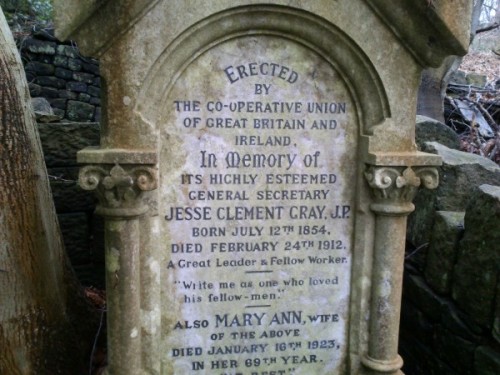 ERECTED
BY
THE CO-OPERATIVE UNION
OF GREAT BRITAIN AND
IRELAND,
In Memory of
ITS HIGHLY ESTEEMED
GENERAL SECRETARY
JESSE CLEMENT GRAY, J.P.
BORN JULY 12TH 1854,
DIED FEBRUARY 24TH 1912,
A Great Leader & Fellow Worker.
"Write me as one who loved
his fellow-men."
ALSO MARY ANN, WIFE
OF THE ABOVE
DIED JANUARY 16TH 1923,
IN HER 69TH YEAR.